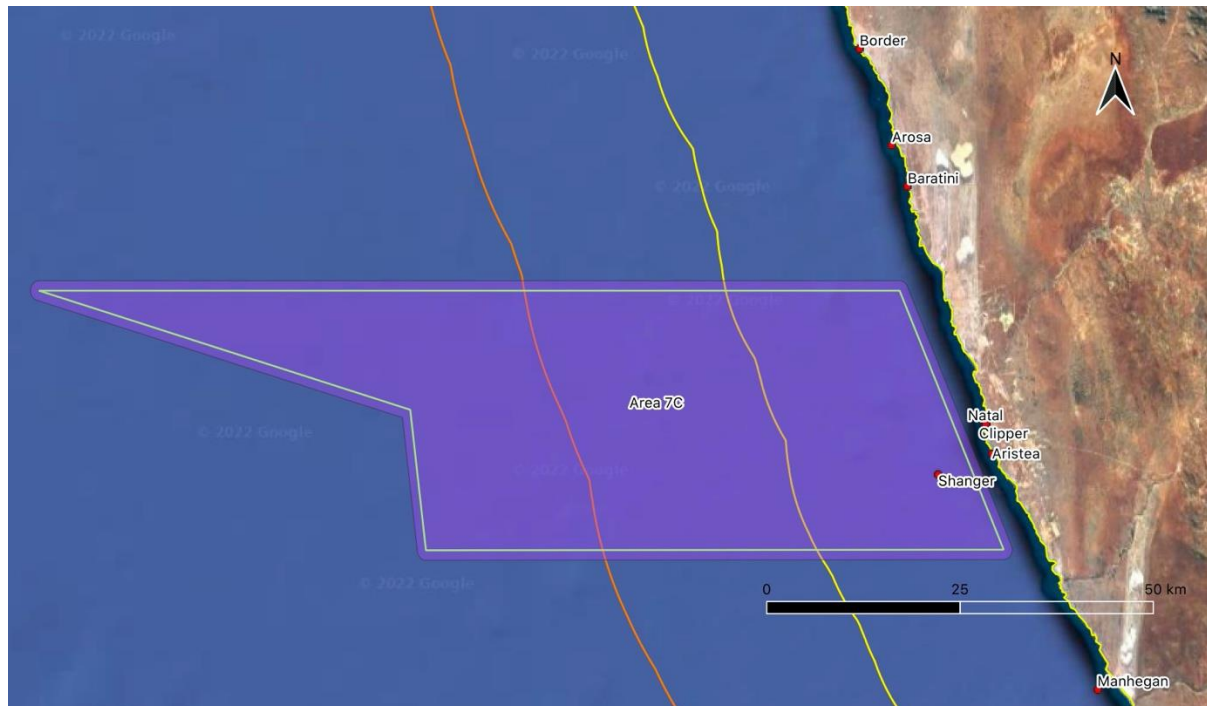 © 2022 Google
© 2022 Google
Border
N
Arosa
Baratini
© 2022 Google
© 2022 Google
Area 7C
Natal
Clipper
Aristea
© 2022 Google
© 2022 Google
Shanger
© 2022 Google
0 25 50 km
Manhegan